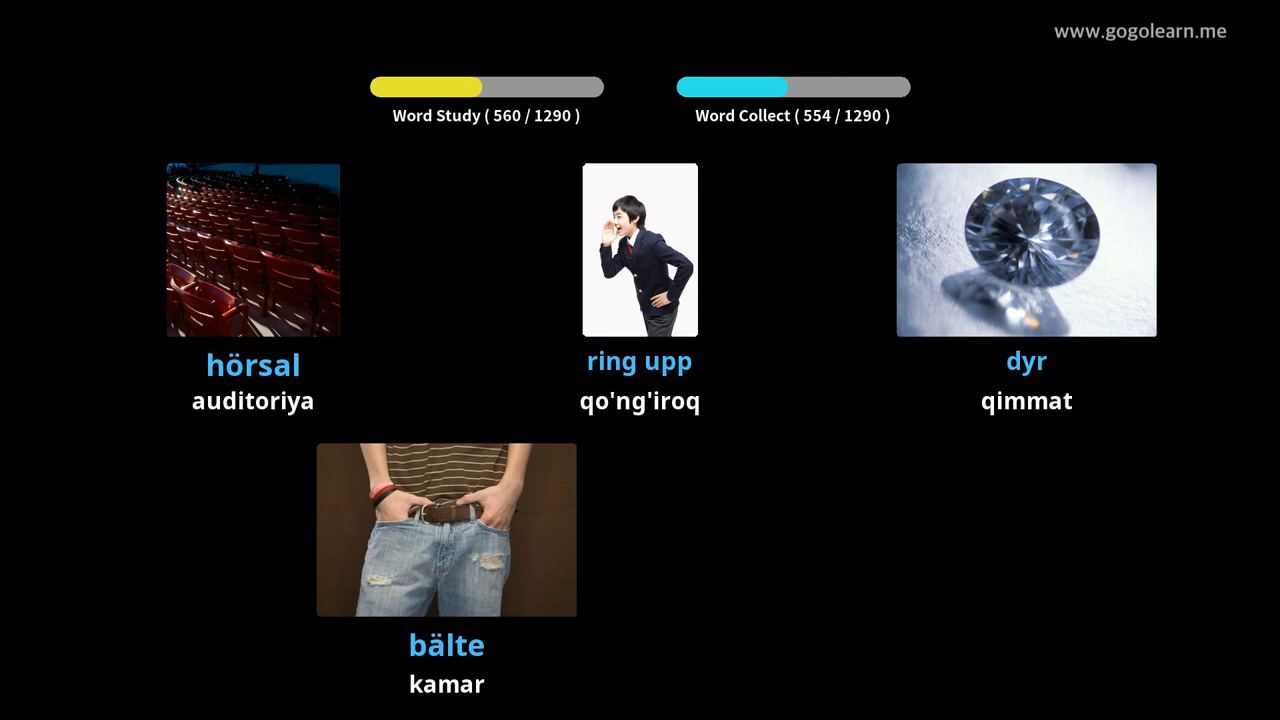 www.gogolearn.me
Word Study ( 560 / 1290 )
Word Collect ( 554 / 1290 )
hörsal
auditoriya
ring upp
qo'ng'iroq
dyr
qimmat
bälte
kamar